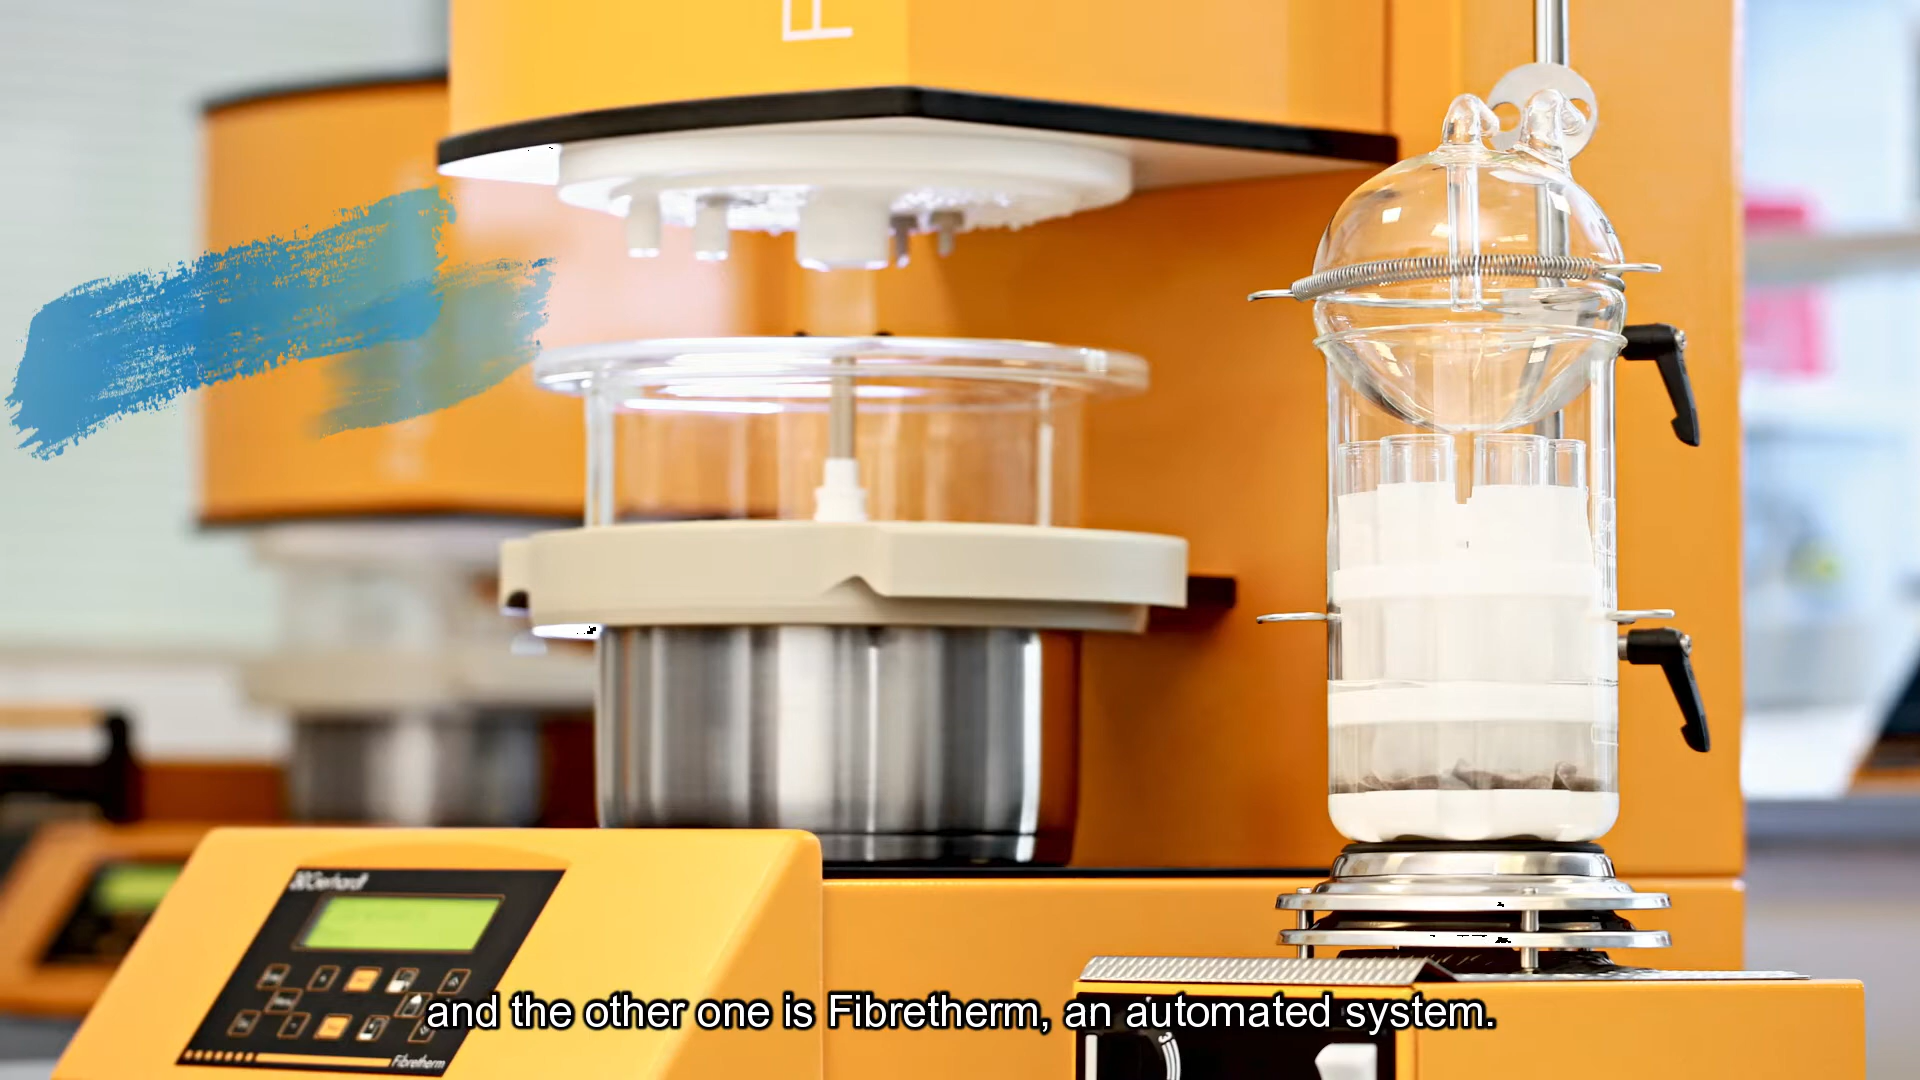 F
Gerhardt
Fibretherm
and the other one is Fibretherm, an automated system.